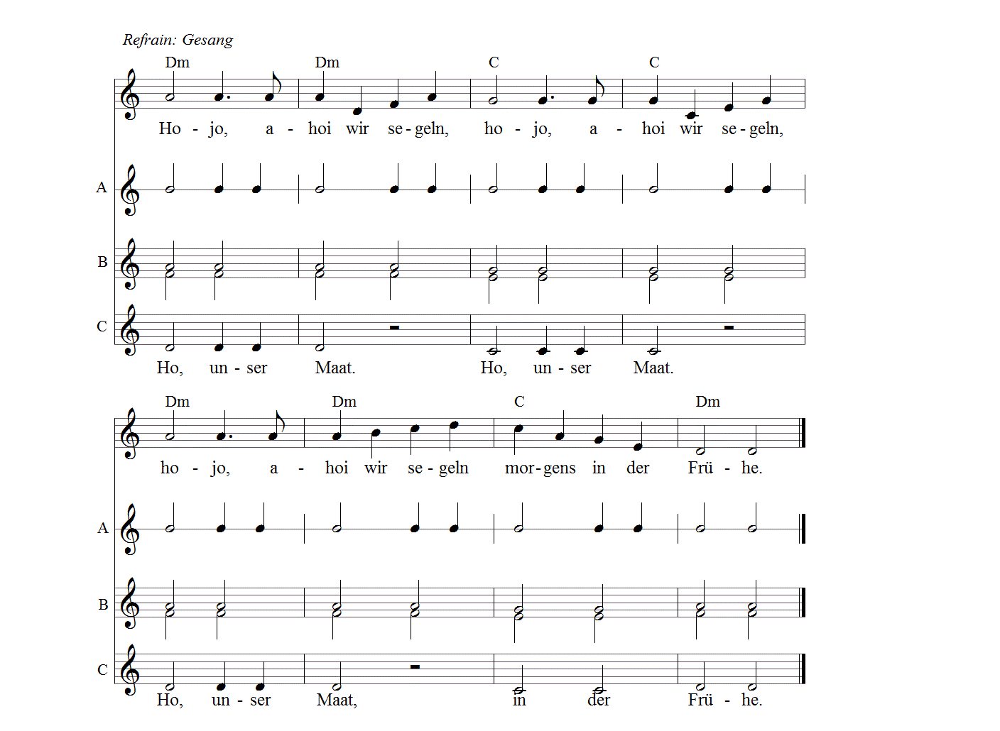 Refrain: Gesang
Dm Dm C C
Ho - jo, a - hoi wir se - geln, ho - jo, a - hoi wir se - geln,
A
B
C
Ho, un - ser Maat. Ho, un - ser Maat.
Dm Dm C Dm
ho - jo, a - hoi wir se - geln mor - gens in der Frü - he.
A
B
C
Ho, un - ser Maat, in der Frü - he.